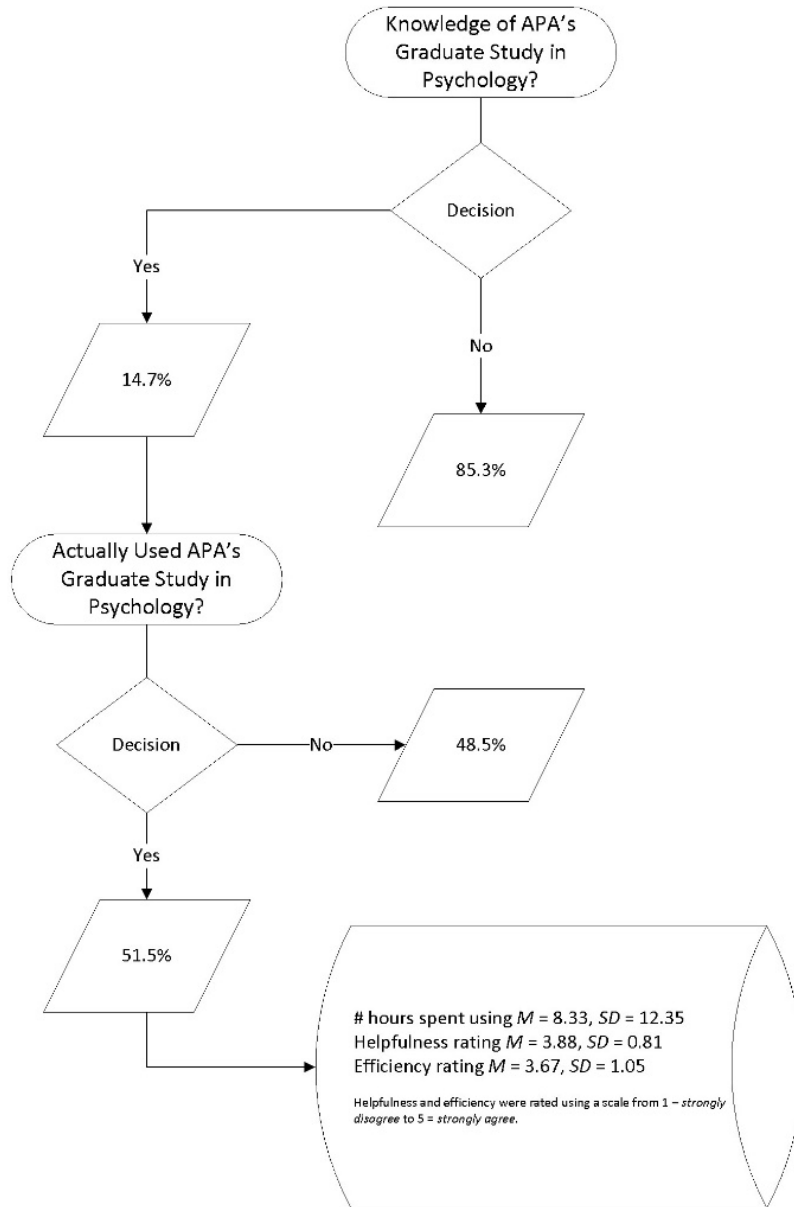 Knowledge of APA's
Graduate Study in
Psychology?
Decision
Yes
No
14.7%
85.3%
Actually Used APA's
Graduate Study in
Psychology?
Decision
No
48.5%
Yes
51.5%
# hours spent using M = 8.33, SD = 12.35
Helpfulness rating M = 3.88, SD = 0.81
Efficiency rating M = 3.67, SD = 1.05
Helpfulness and efficiency were rated using a scale from 1 – strongly
disagree to 5 = strongly agree.